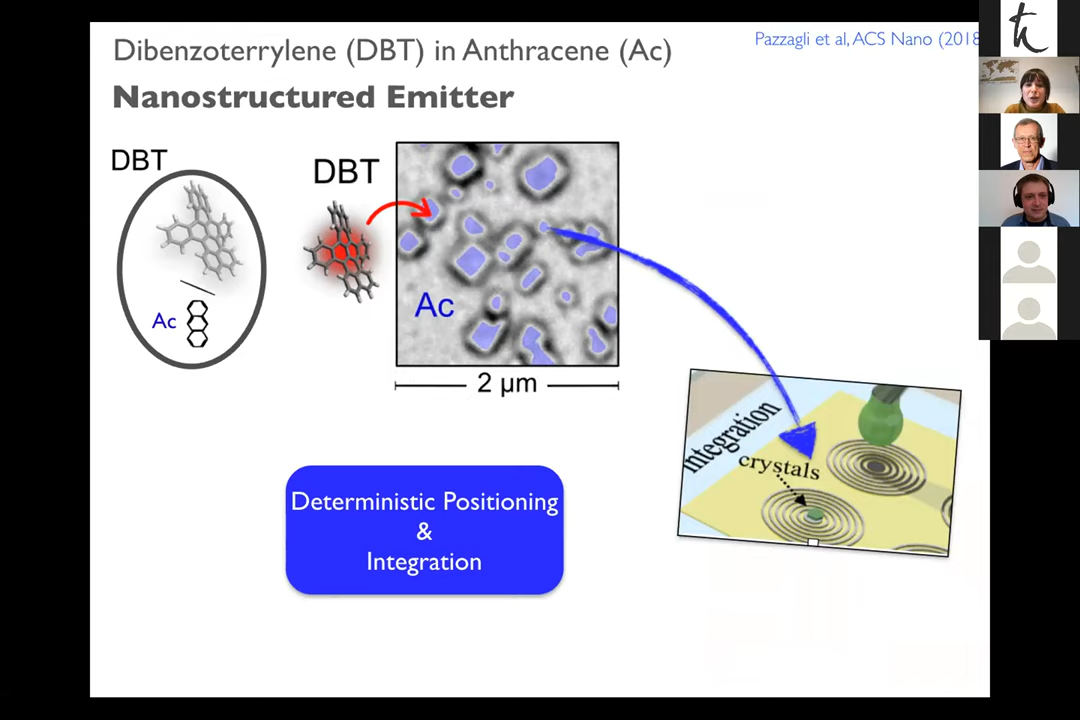 Dibenzoterrylene (DBT) in Anthracene (Ac)
Pazzagli et al, ACS Nano (2018
Nanostructured Emitter
DBT
DBT
Ac
Ac
2 μm
integration
crystals
Deterministic Positioning
&
Integration